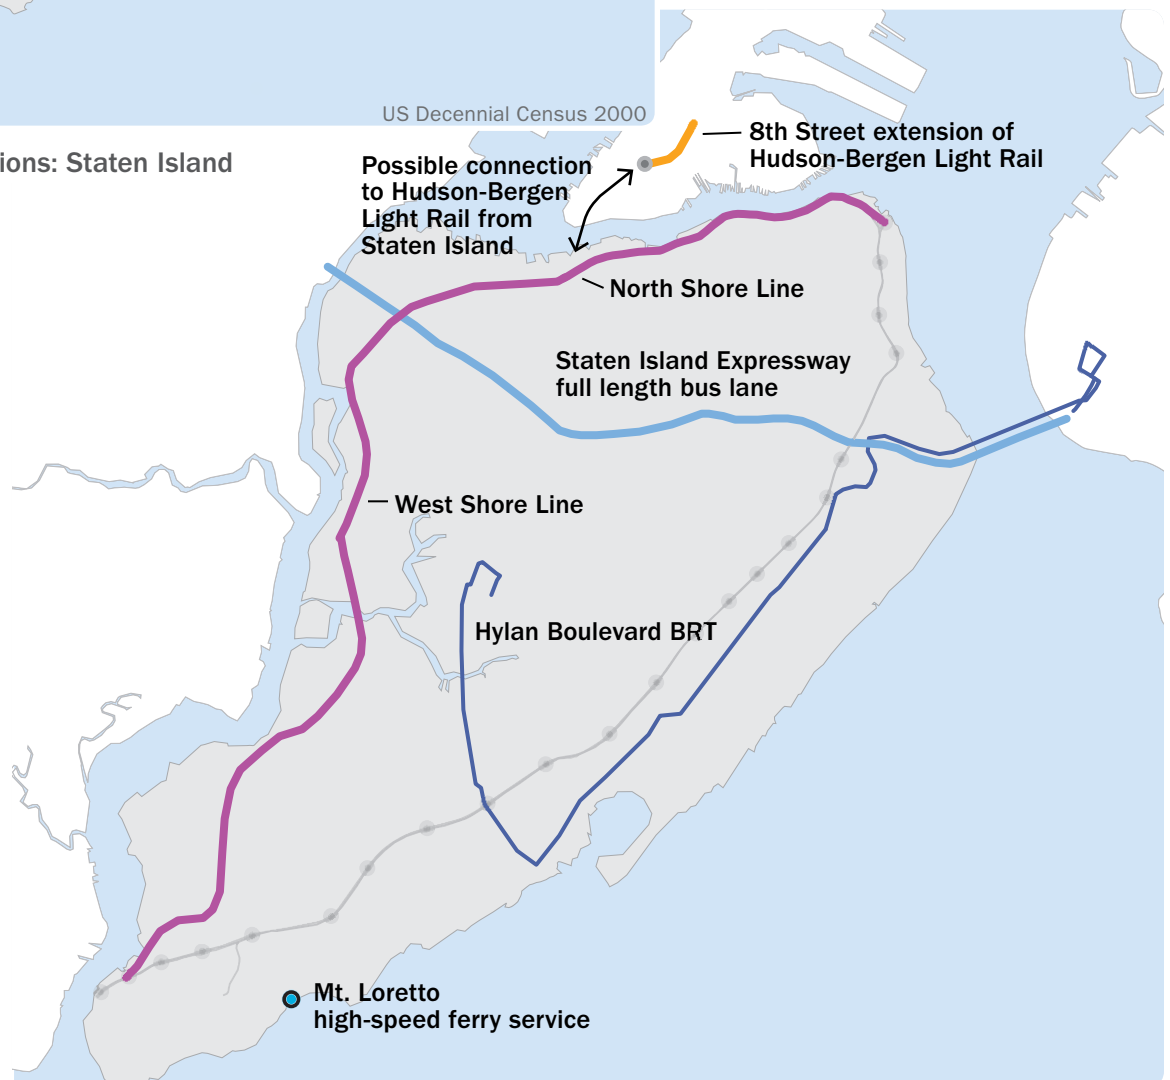 US Decennial Census 2000
ions: Staten Island
8th Street extension of
Hudson-Bergen Light Rail
Possible connection
to Hudson-Bergen
Light Rail from
Staten Island
North Shore Line
Staten Island Expressway
full length bus lane
West Shore Line
Hylan Boulevard BRT
Mt. Loretto
high-speed ferry service